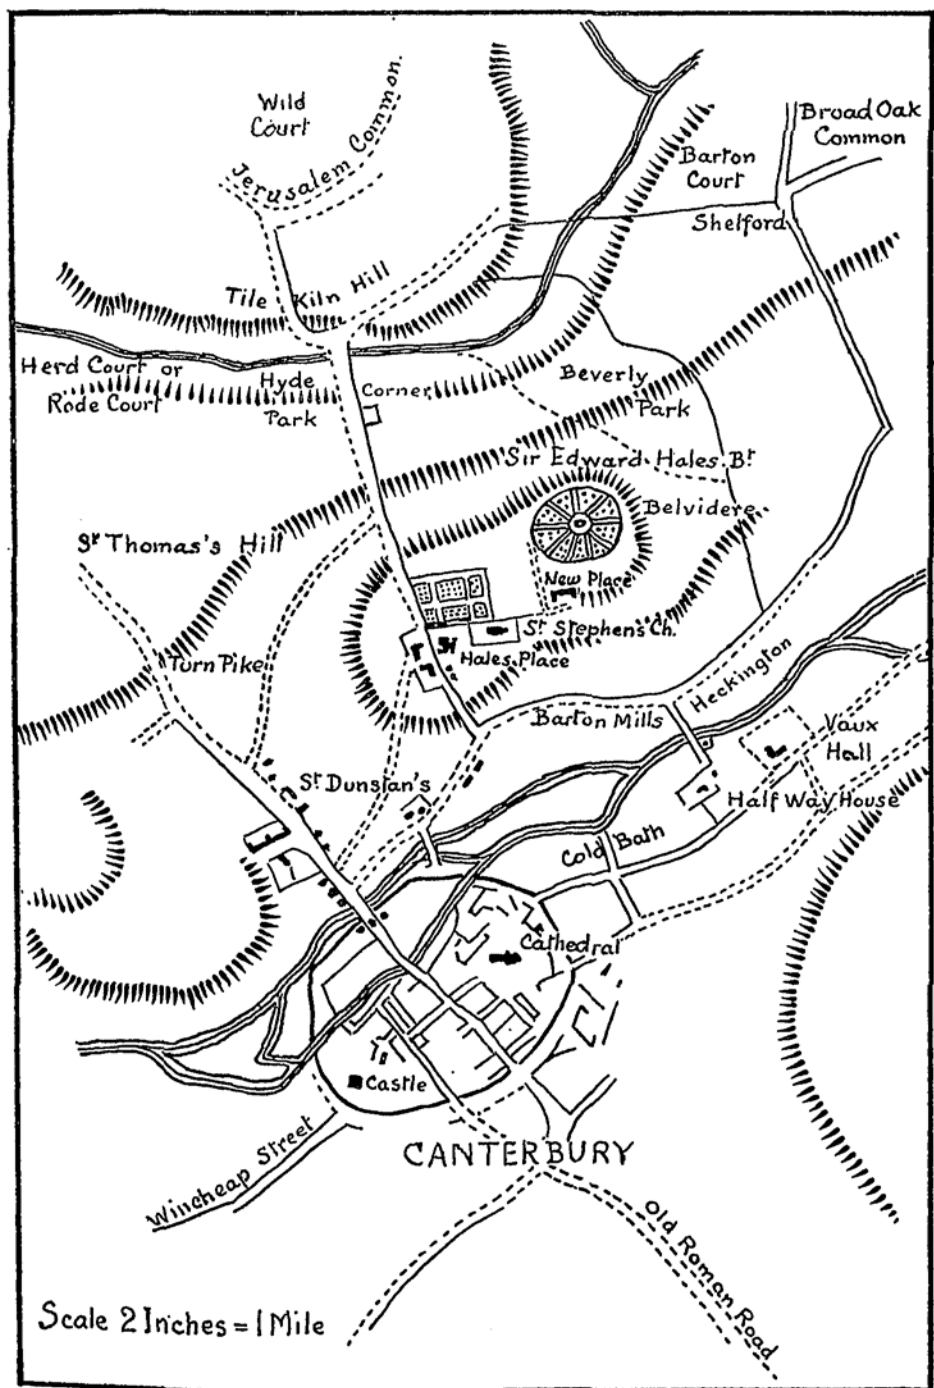 Wild
Court
Jerusalem Common.
Broad Oak
Common
Barton
Court
Shelford
Tile Kiln Hill
Herd Court or
Rode Court
Hyde
Park
Corner
Beverly
Park
Sir Edward Hales. Bt
Belvidere
St Thomas's Hill
New Place
St Stephen's Ch.
Hales Place
Turn Pike
Heckington
Barton Mills
Vaux
Hall
St Dunstan's
Half Way House
Cold Bath
Cathedral
Castle
CANTERBURY
Wincheap Street
Old Roman Road
Scale 2 Inches = 1 Mile